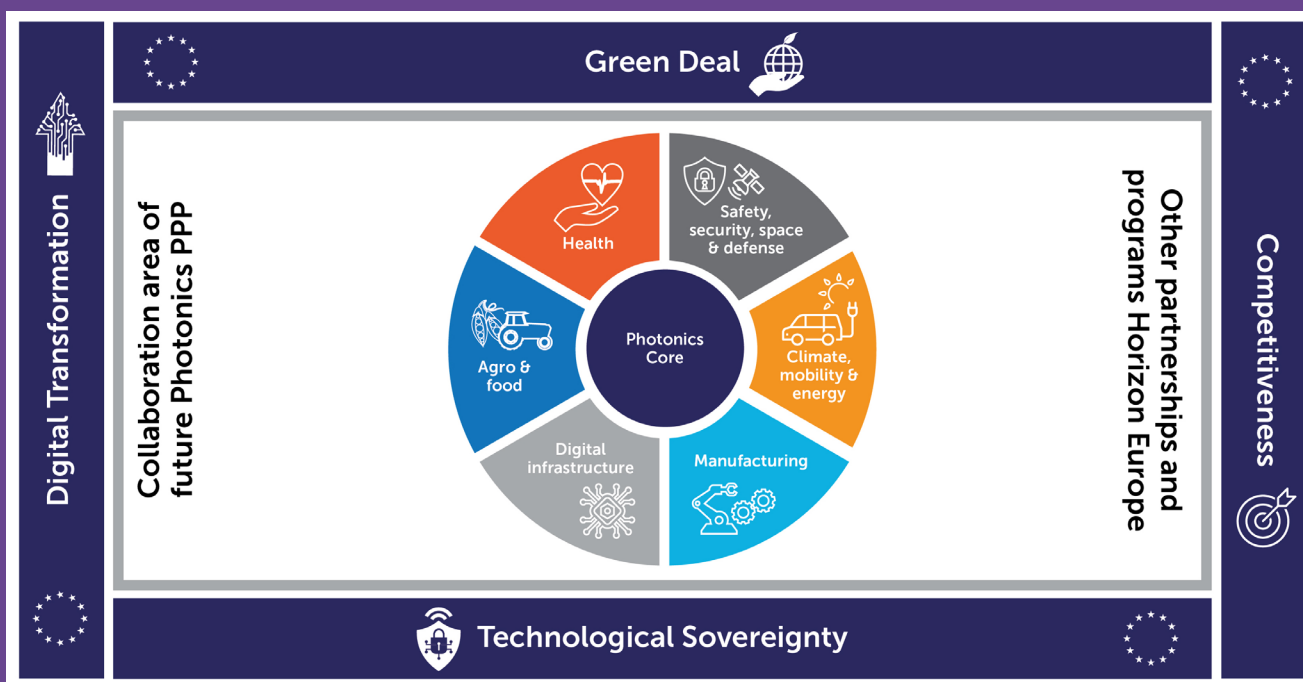 Green Deal
Digital Transformation
Collaboration area of
future Photonics PPP
Health
Safety,
security, space
& defense
Agro &
food
Photonics
Core
Climate,
mobility &
energy
Digital
infrastructure
Manufacturing
Other partnerships and
programs Horizon Europe
Competitiveness
Technological Sovereignty